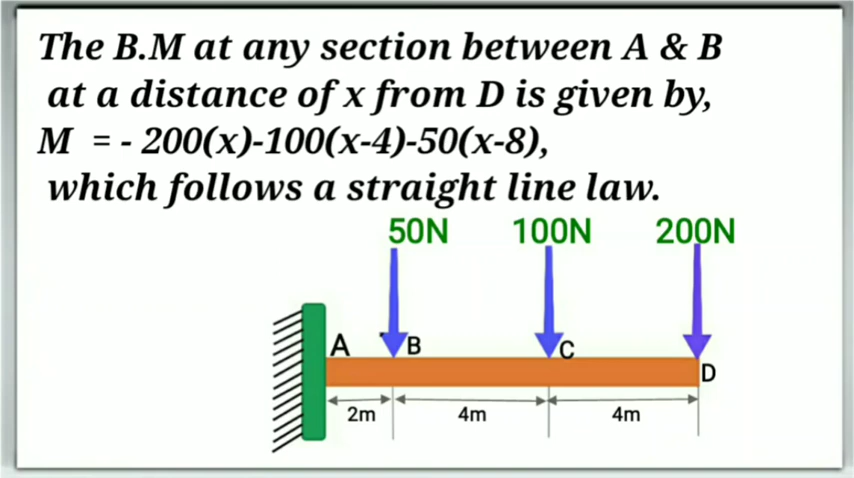 The B.M at any section between A & B
at a distance of x from D is given by,
M = - 200(x)-100(x-4)-50(x-8),
which follows a straight line law.
50N 100N 200N
A B C
D
2m 4m 4m